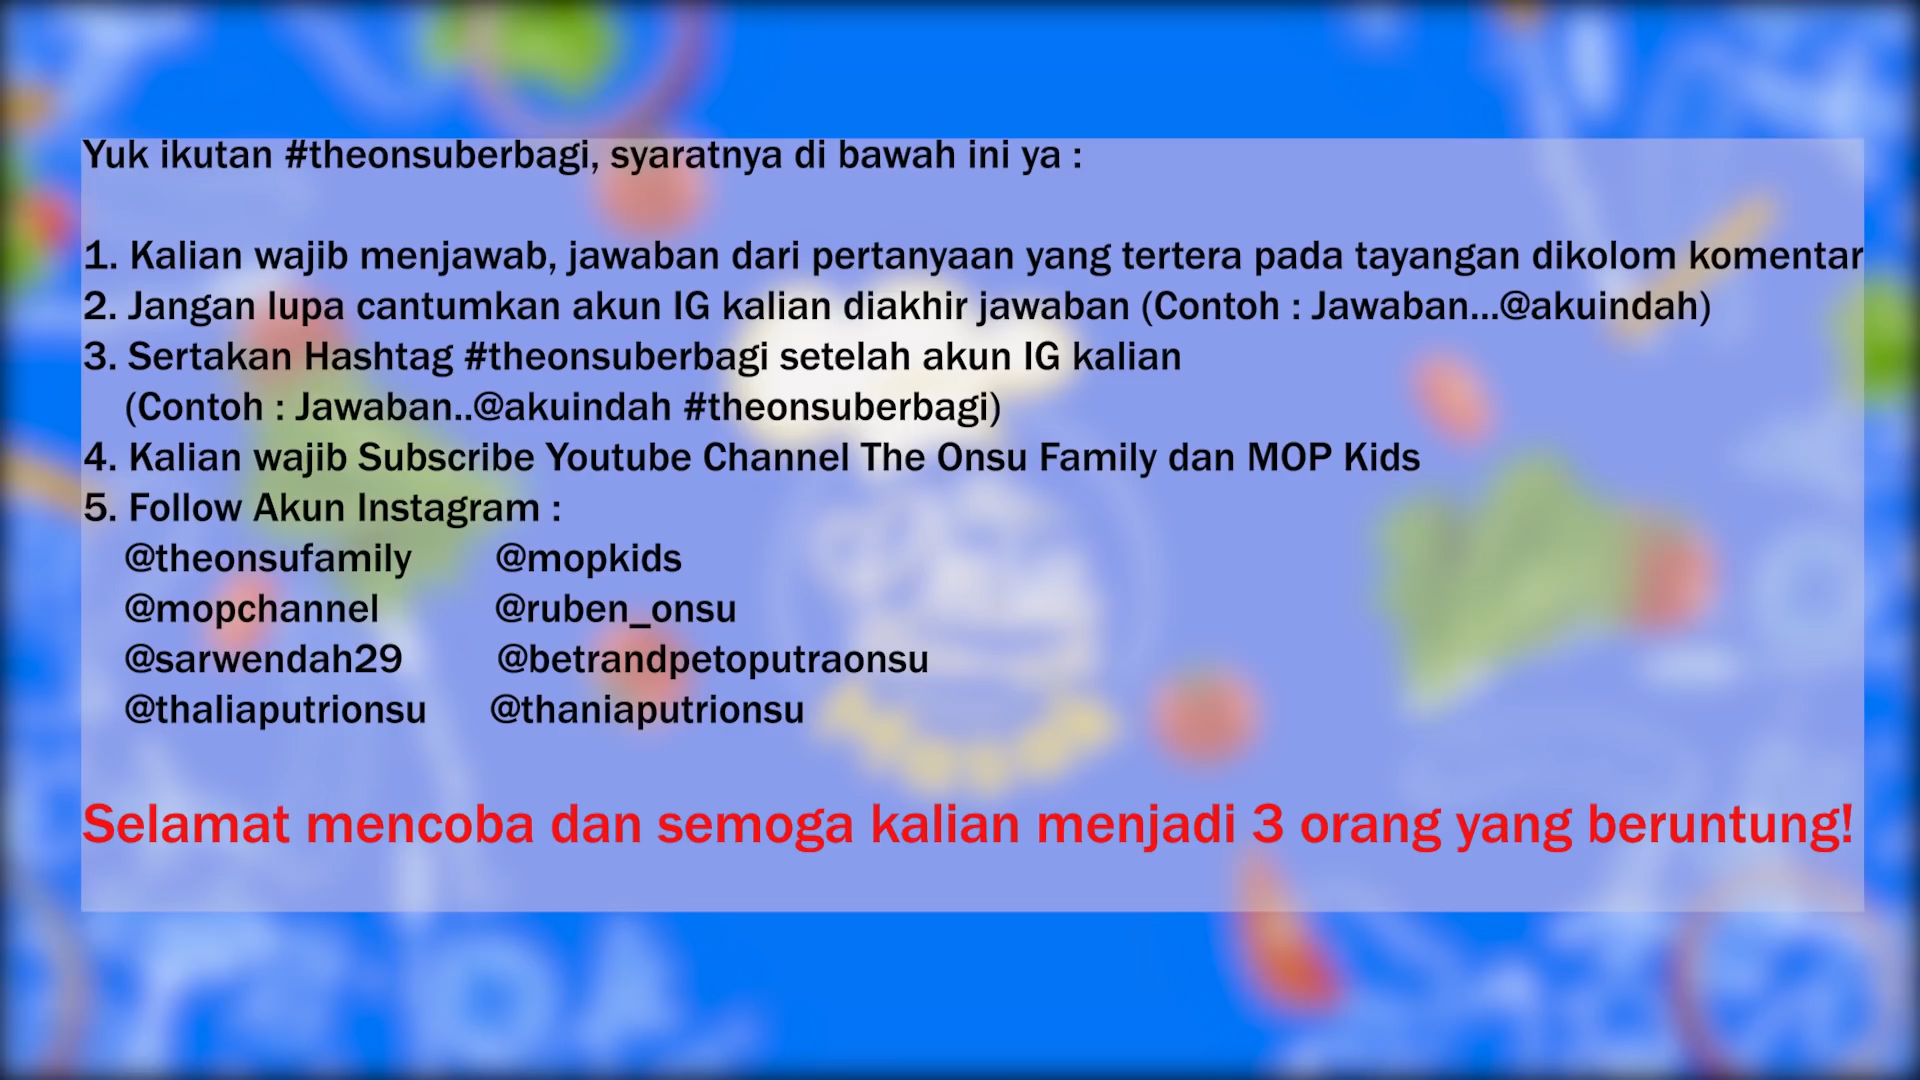 Yuk ikutan #theonsuberbagi, syaratnya di bawah ini ya :
1. Kalian wajib menjawab, jawaban dari pertanyaan yang tertera pada tayangan dikolom komentar
2. Jangan lupa cantumkan akun IG kalian diakhir jawaban (Contoh : Jawaban...@akuindah)
3. Sertakan Hashtag #theonsuberbagi setelah akun IG kalian
(Contoh : Jawaban..@akuindah #theonsuberbagi)
4. Kalian wajib Subscribe Youtube Channel The Onsu Family dan MOP Kids
5. Follow Akun Instagram :
@theonsufamily @mopkids
@mopchannel @ruben_onsu
@sarwendah29 @betrandpetoputraonsu
@thaliaputrionsu @thaniaputrionsu
Selamat mencoba dan semoga kalian menjadi 3 orang yang beruntung!